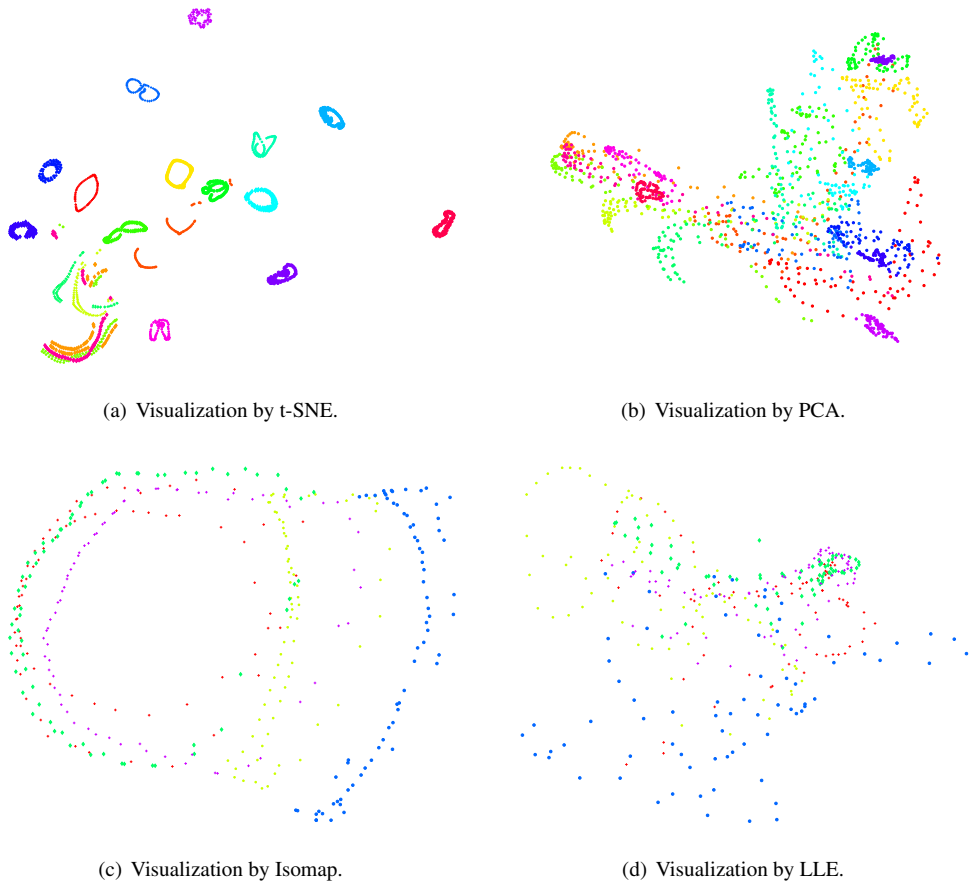 (a) Visualization by t-SNE.
(b) Visualization by PCA.
(c) Visualization by Isomap.
(d) Visualization by LLE.